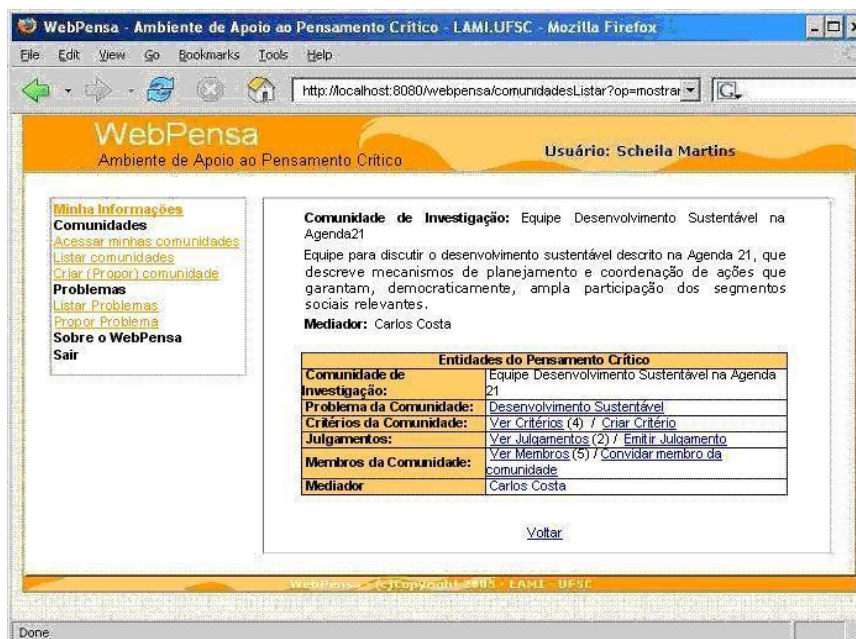 WebPensa - Ambiente de Apoio ao Pensamento Crítico - LAMI.UFSC - Mozilla Firefox
File Edit View Go Bookmarks Tools Help
http://localhost:8080/webpensa/comunidadesListar?op=mostrar
WebPensa
Ambiente de Apoio ao Pensamento Crítico
Usuário: Scheila Martins
Minha Informações
Comunidades
Acessar minhas comunidades
Listar comunidades
Criar (Propor) comunidade
Problemas
Listar Problemas
Propor Problema
Sobre o WebPensa
Sair
Comunidade de Investigação: Equipe Desenvolvimento Sustentável na
Agenda21
Equipe para discutir o desenvolvimento sustentável descrito na Agenda 21, que
descreve mecanismos de planejamento e coordenação de ações que
garantam, democraticamente, ampla participação dos segmentos
sociais relevantes.
Mediador: Carlos Costa
Entidades do Pensamento Crítico
Comunidade de
Investigação:
Equipe Desenvolvimento Sustentável na Agenda
21
Problema da Comunidade: Desenvolvimento Sustentável
Critérios da Comunidade: Ver Critérios (4) / Criar Critério
Julgamentos: Ver Julgamentos (2) / Emitir Julgamento
Membros da Comunidade:
Ver Membros (5) / Convidar membro da
comunidade
Mediador Carlos Costa
Voltar
WebPensa - (c)Copyright 2005 - LAMI - UFSC
Done